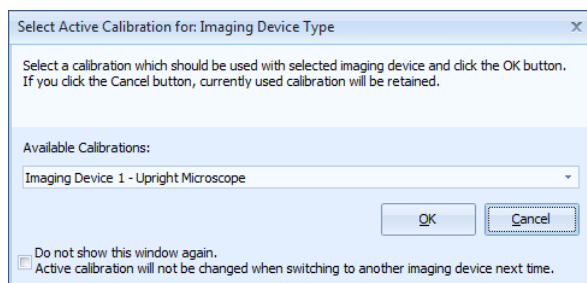 Select Active Calibration for: Imaging Device Type
Select a calibration which should be used with selected imaging device and click the OK button.
If you click the Cancel button, currently used calibration will be retained.
Available Calibrations:
Imaging Device 1 - Upright Microscope
OK Cancel
Do not show this window again.
Active calibration will not be changed when switching to another imaging device next time.